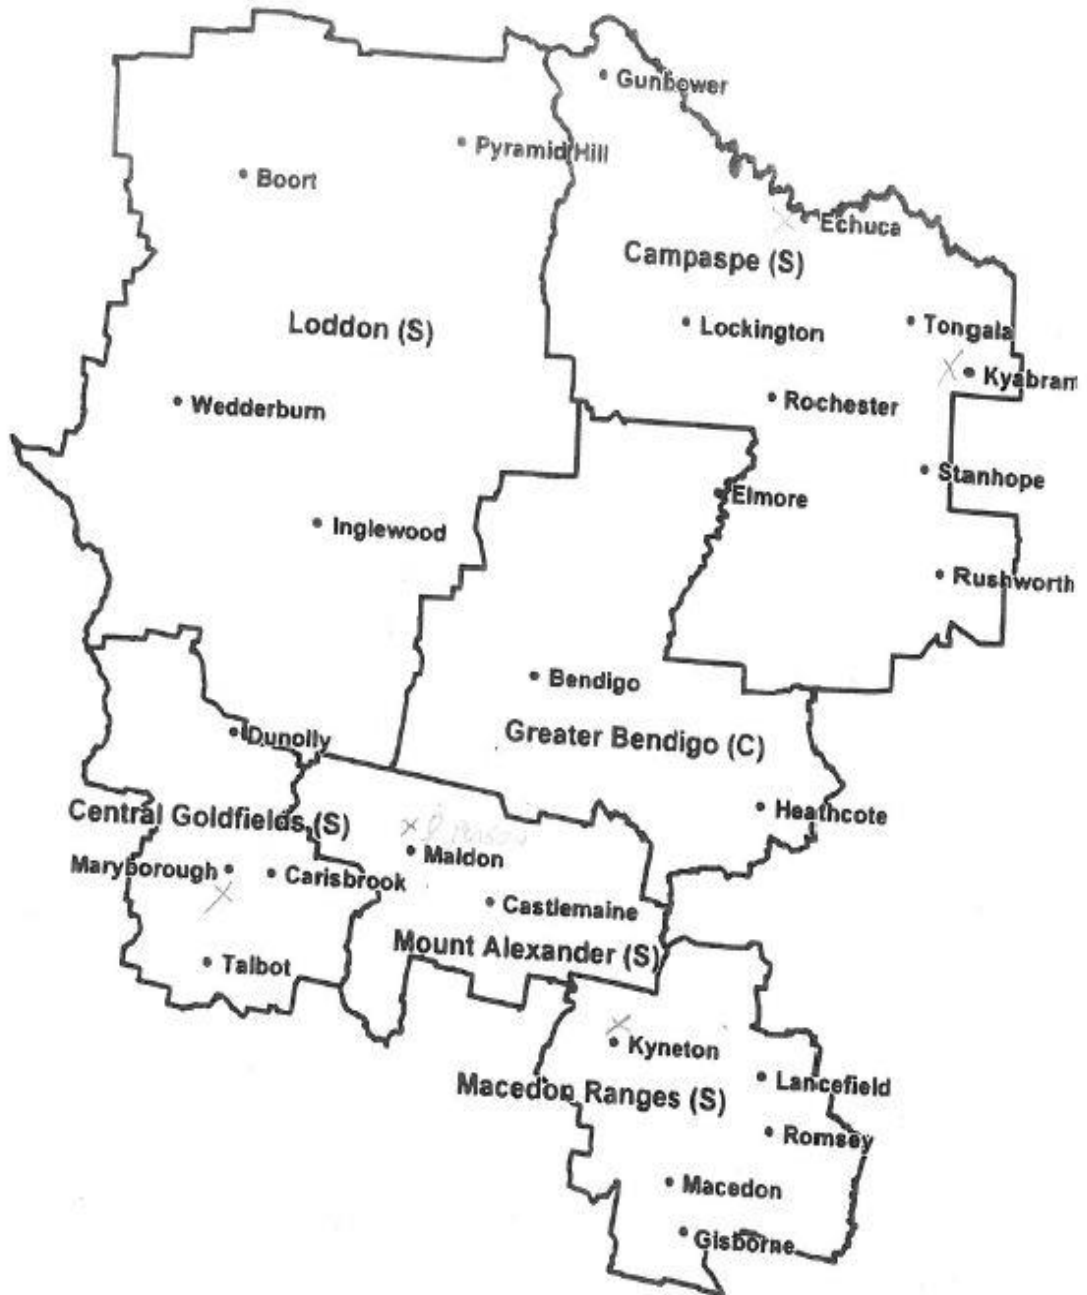 Gunbower
Pyramid Hill
Boort
Echuca
Campaspe (S)
Loddon (S)
Lockington
Tongala
Kyabram
Wedderburn
Rochester
Stanhope
Elmore
Inglewood
Rushworth
Bendigo
Greater Bendigo (C)
Dunolly
Heathcote
Central Goldfields (S)
Maldon
Maryborough
Carisbrook
Castlemaine
Mount Alexander (S)
Talbot
Kyneton
Lancefield
Macedon Ranges (S)
Romsey
Macedon
Gisborne